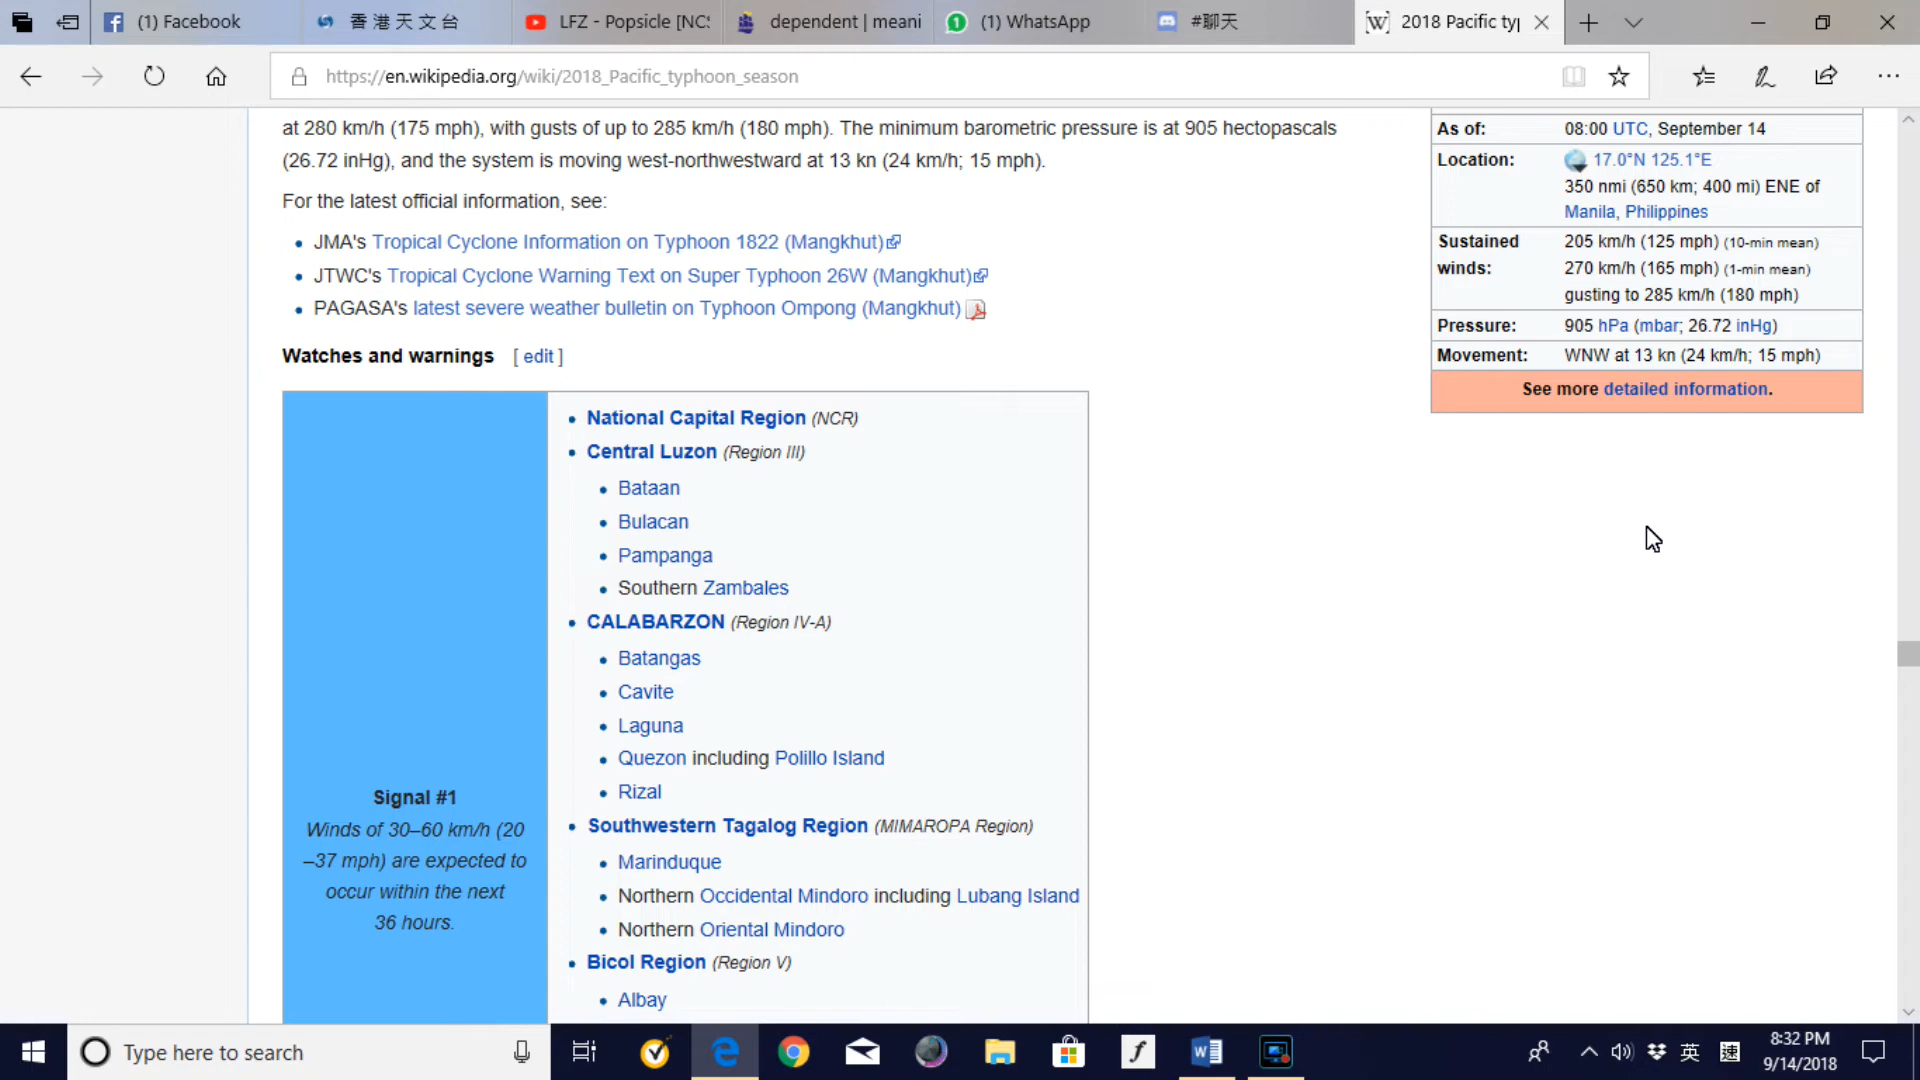 (1) Facebook
香港天文台
LFZ - Popsicle [NCS
dependent | meani
(1) WhatsApp
#聊天
2018 Pacific ty
https://en.wikipedia.org/wiki/2018_Pacific_typhoon_season
at 280 km/h (175 mph), with gusts of up to 285 km/h (180 mph). The minimum barometric pressure is at 905 hectopascals
(26.72 inHg), and the system is moving west-northwestward at 13 kn (24 km/h; 15 mph).
For the latest official information, see:
JMA's Tropical Cyclone Information on Typhoon 1822 (Mangkhut)
JTWC's Tropical Cyclone Warning Text on Super Typhoon 26W (Mangkhut)
PAGASA's latest severe weather bulletin on Typhoon Ompong (Mangkhut)
Watches and warnings [ edit ]
Signal #1
Winds of 30–60 km/h (20
–37 mph) are expected to
occur within the next
36 hours.
National Capital Region (NCR)
Central Luzon (Region III)
Bataan
Bulacan
Pampanga
Southern Zambales
CALABARZON (Region IV-A)
Batangas
Cavite
Laguna
Quezon including Polillo Island
Rizal
Southwestern Tagalog Region (MIMAROPA Region)
Marinduque
Northern Occidental Mindoro including Lubang Island
Northern Oriental Mindoro
Bicol Region (Region V)
Albay
As of: 08:00 UTC, September 14
Location: 17.0°N 125.1°E
350 nmi (650 km; 400 mi) ENE of
Manila, Philippines
Sustained 205 km/h (125 mph) (10-min mean)
winds: 270 km/h (165 mph) (1-min mean)
gusting to 285 km/h (180 mph)
Pressure: 905 hPa (mbar; 26.72 inHg)
Movement: WNW at 13 kn (24 km/h; 15 mph)
See more detailed information.
Type here to search
英
速
8:32 PM
9/14/2018